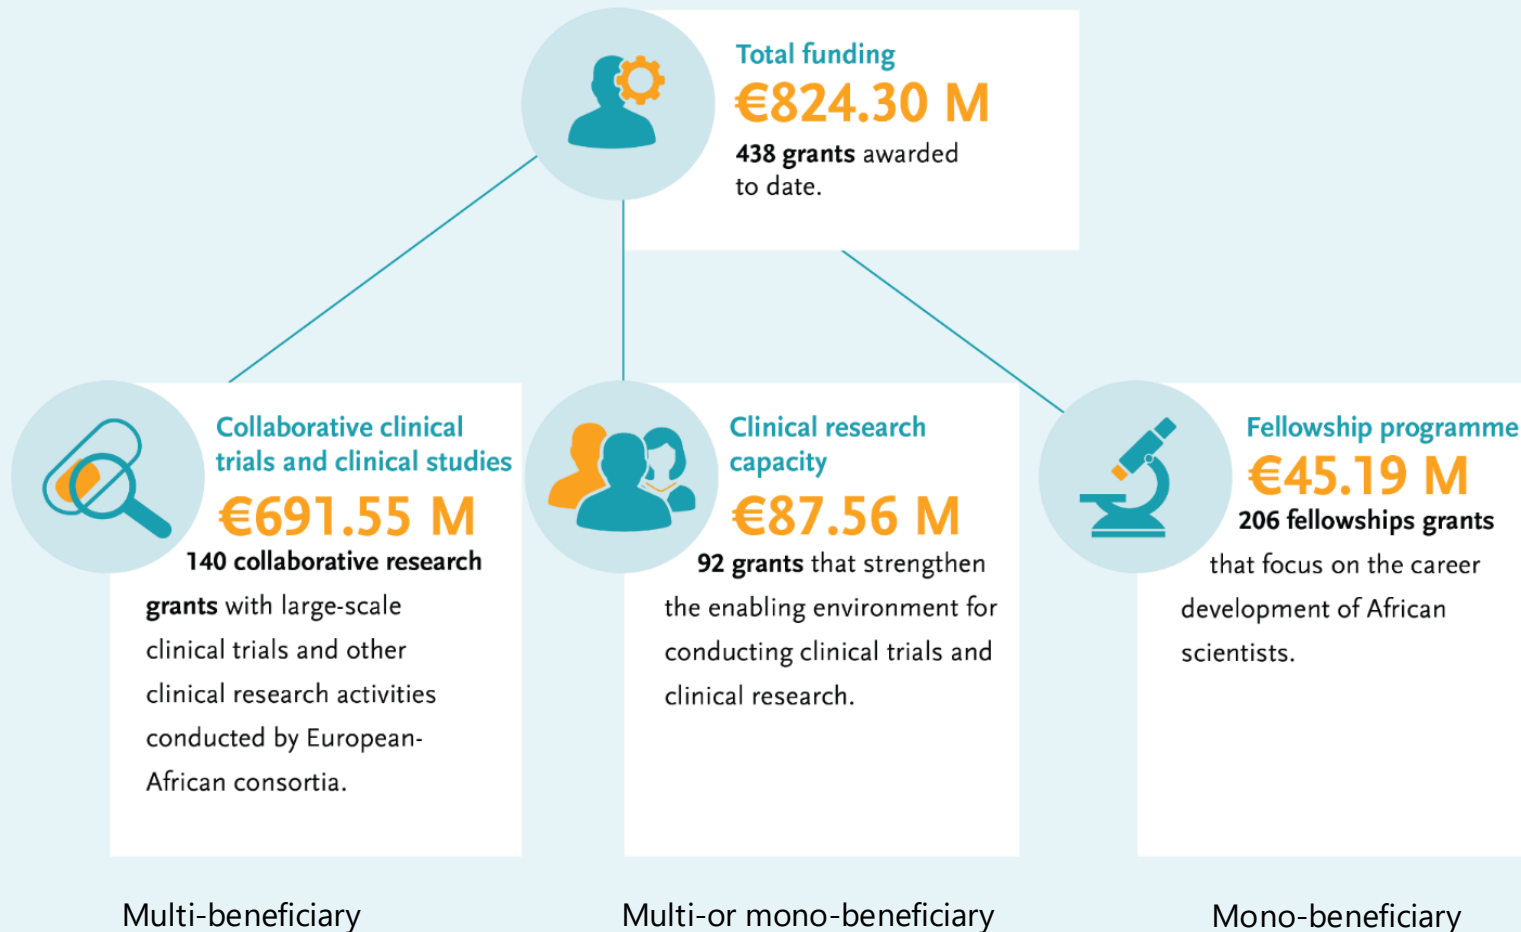 Total funding
€824.30 M
438 grants awarded
to date.
Collaborative clinical
trials and clinical studies
€691.55 M
140 collaborative research
grants with large-scale
clinical trials and other
clinical research activities
conducted by European-
African consortia.
Multi-beneficiary
Clinical research
capacity
€87.56 M
92 grants that strengthen
the enabling environment for
conducting clinical trials and
clinical research.
Multi-or mono-beneficiary
Fellowship programme
€45.19 M
206 fellowships grants
that focus on the career
development of African
scientists.
Mono-beneficiary